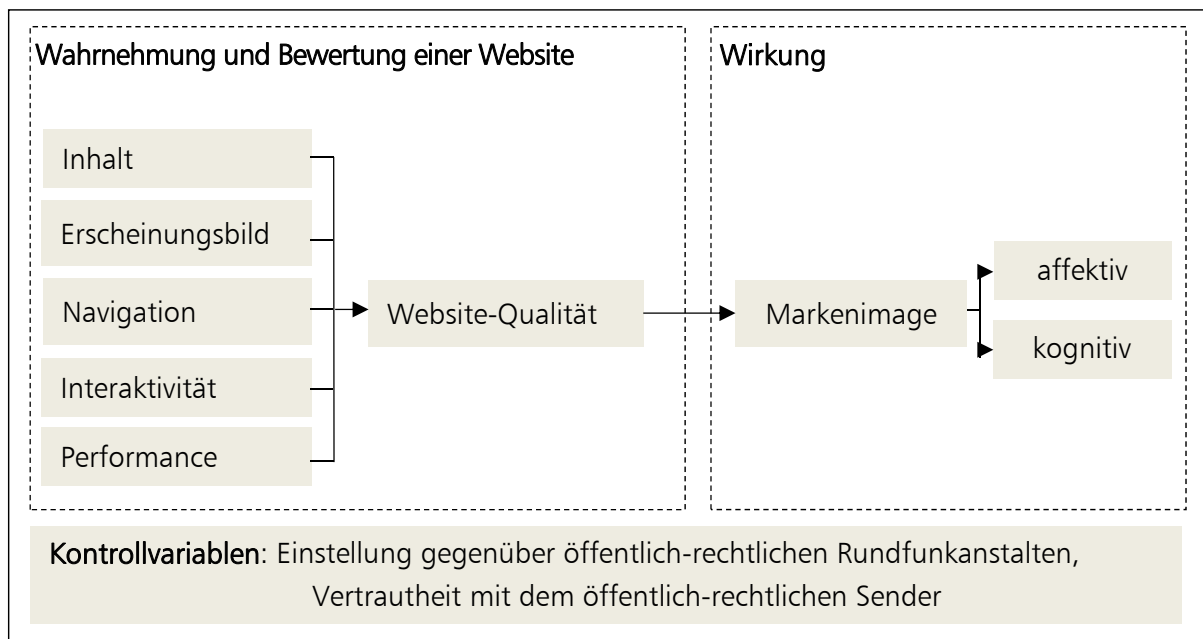 Wahrnehmung und Bewertung einer Website
Wirkung
Inhalt
Erscheinungsbild
Navigation
Interaktivität
Performance
Website-Qualität
Markenimage
affektiv
kognitiv
Kontrollvariablen: Einstellung gegenüber öffentlich-rechtlichen Rundfunkanstalten,
Vertrautheit mit dem öffentlich-rechtlichen Sender